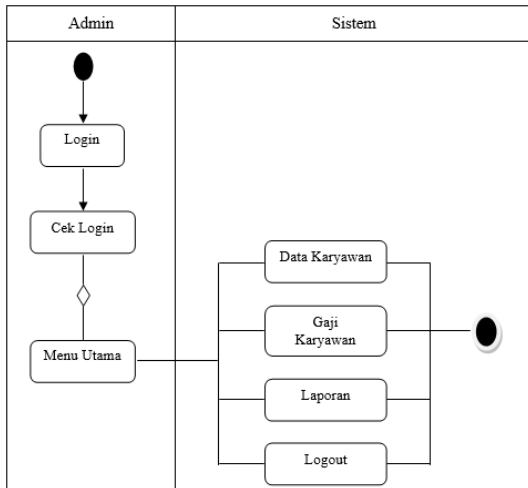 Admin
Sistem
Login
Cek Login
Menu Utama
Data Karyawan
Gaji
Karyawan
Laporan
Logout